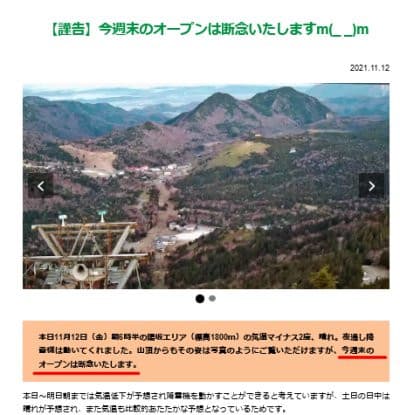 【謹告】今週末のオープンは断念いたしますm(_ _)m
2021.11.12
本日11月12日(金)朝6時半の横坂エリア(標高1800m)の気温マイナス2度、晴れ。夜通し降
雪機は動いてくれました。山頂からもその姿は写真のようにご覧いただけますが、今週末の
オープンは断念いたします。
本日~明日朝までは気温低下が予想され降雪機を動かすことができると考えていますが、土日の日中は
晴れが予想され、また気温も比較的あたたかな予想となっているためです。